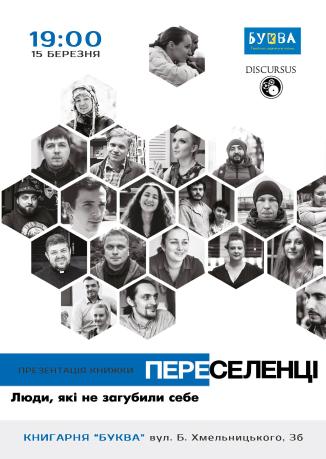 19:00
15 БЕРЕЗНЯ
БУКВА
DISCURSUS
ПРЕЗЕНТАЦІЯ КНИЖКИ
ПЕРЕСЕЛЕНЦІ
Люди, які не загубили себе
КНИГАРНЯ "БУКВА" вул. Б. Хмельницького, 3б